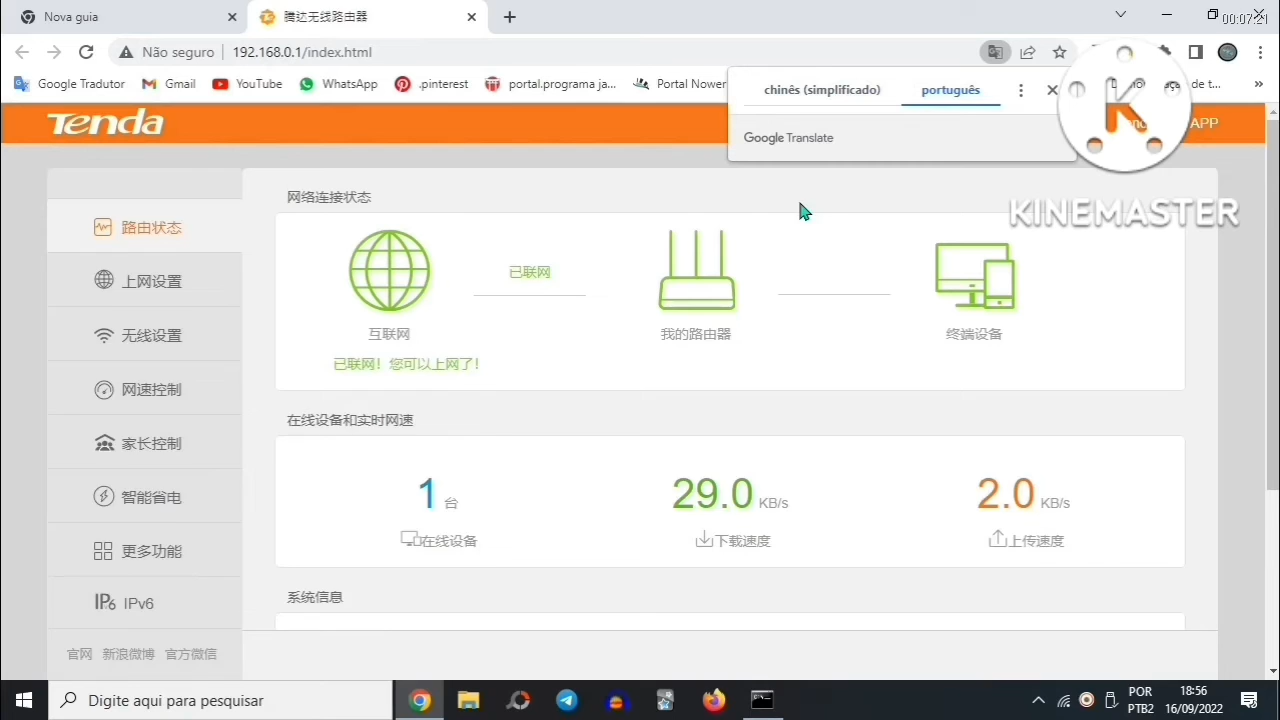 Nova guia
腾达无线路由器
00:07:21
Não seguro
192.168.0.1/index.html
Google Tradutor
Gmail
YouTube
WhatsApp
.pinterest
portal.programa ja...
Portal Nower
de t...
»
chinês (simplificado)
português
Google Translate
Tenda
APP
K
KINEMASTER
路由状态
上网设置
无线设置
网速控制
家长控制
智能省电
更多功能
IPv6
官网 新浪微博 官方微信
网络连接状态
已联网
互联网
我的路由器
终端设备
已联网！您可以上网了！
在线设备和实时网速
1 台
29.0 KB/s
2.0 KB/s
在线设备
下载速度
上传速度
系统信息
Digite aqui para pesquisar
POR
PTB2
18:56
16/09/2022